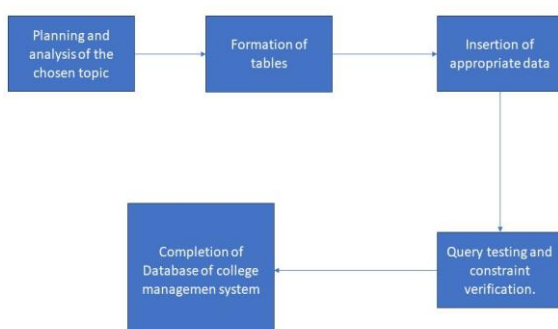 Planning and
analysis of the
chosen topic
Formation of
tables
Insertion of
appropriate data
Query testing and
constraint
verification.
Completion of
Database of college
managemen system